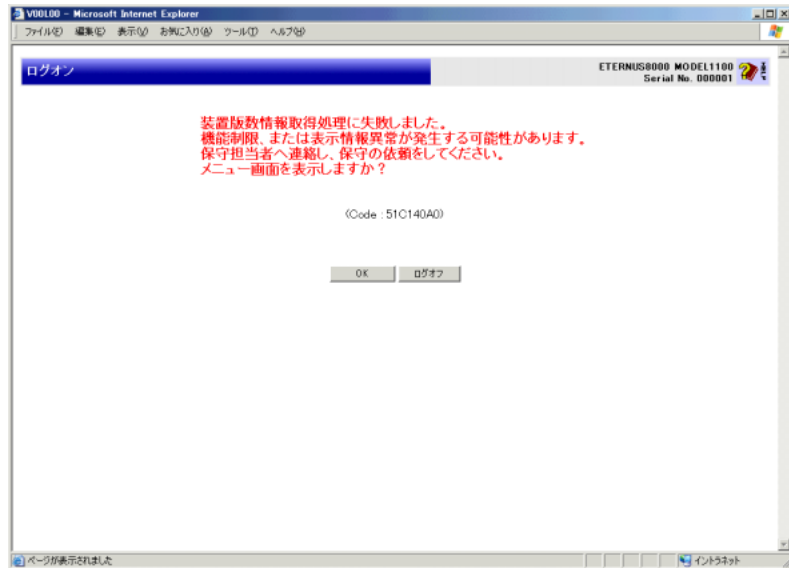 V00L00 - Microsoft Internet Explorer
ファイル(F) 編集(E) 表示(V) お気に入り(A) ツール(T) ヘルプ(H)
ログオン
ETERNUS8000 MODEL1100
Serial No. 000001
装置版数情報取得処理に失敗しました。
機能制限、または表示情報異常が発生する可能性があります。
保守担当者へ連絡し、保守の依頼をしてください。
メニュー画面を表示しますか?
(Code : 51C140A0)
OK ログオフ
ページが表示されました
イントラネット